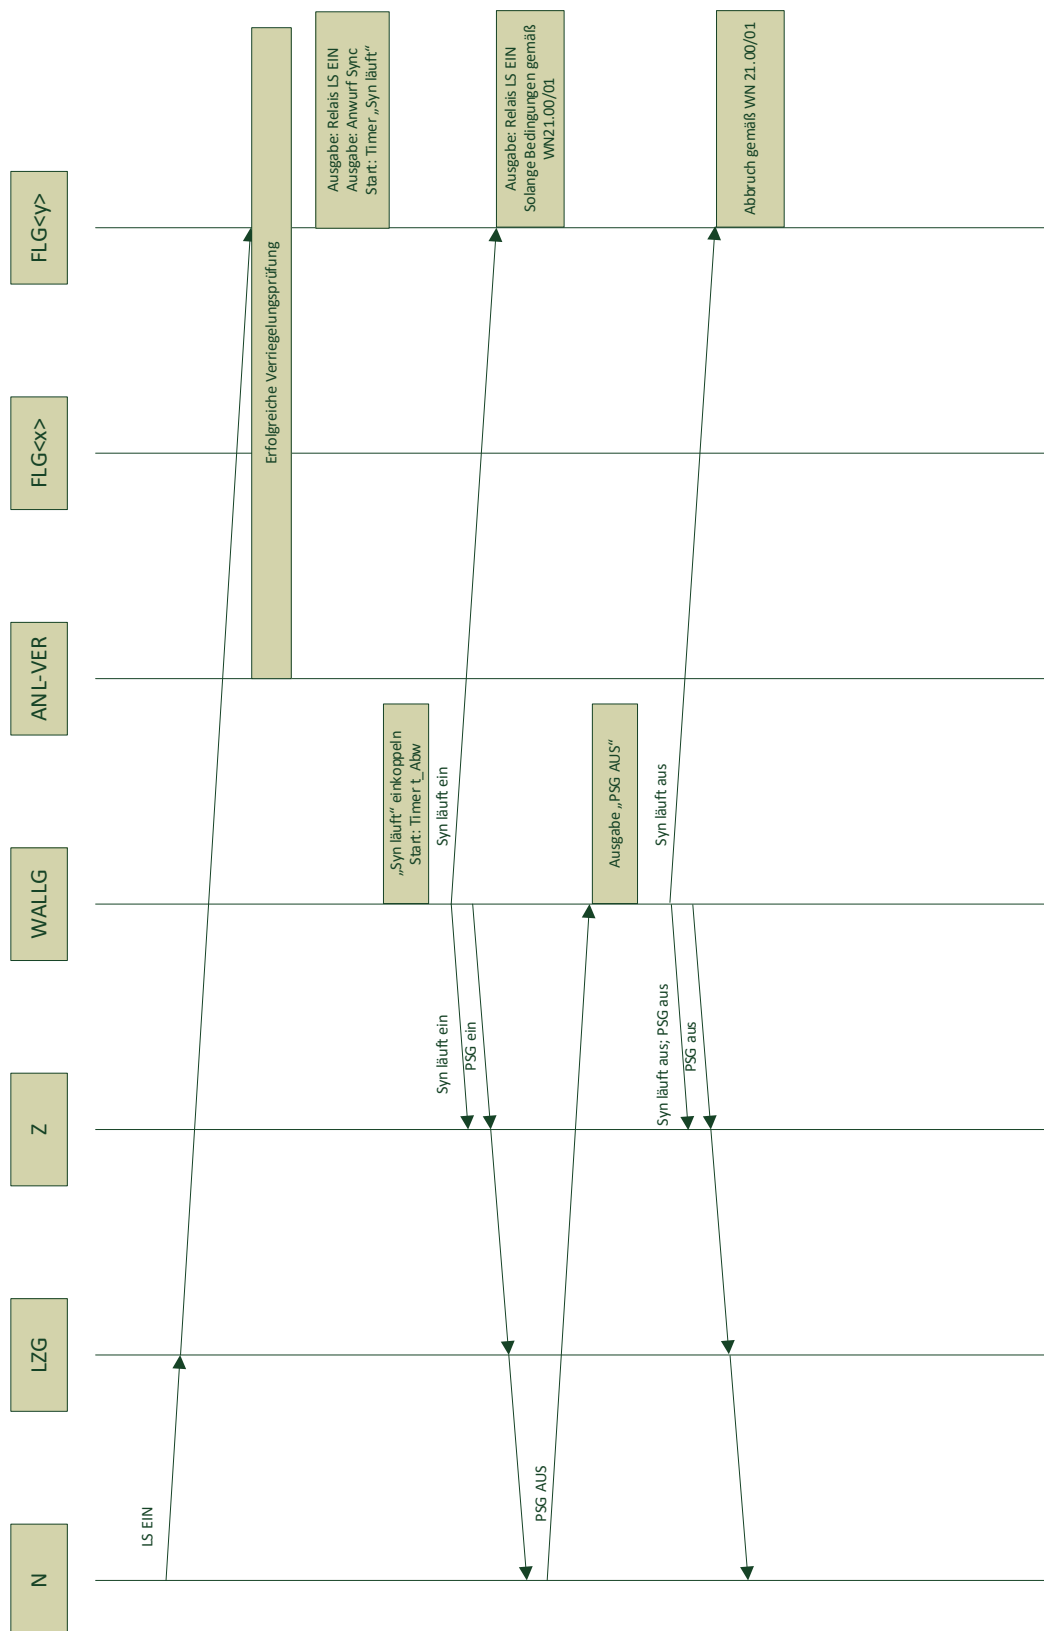 N
LZG
Z
WALLG
ANL-VER
FLG<x>
FLG<y>
LS EIN
Erfolgreiche Verriegelungsprüfung
Ausgabe: Relais LS EIN
Ausgabe: Anwurf Sync
Start: Timer „Syn läuft“
„Syn läuft“ einkoppeln
Start: Timer t_Abw
Syn läuft ein
PSG ein
Syn läuft ein
Ausgabe: Relais LS EIN
Solange Bedingungen gemäß
WN21.00/01
PSG AUS
Ausgabe „PSG AUS“
Syn läuft aus; PSG aus
PSG aus
Syn läuft aus
Abbruch gemäß WN 21.00/01